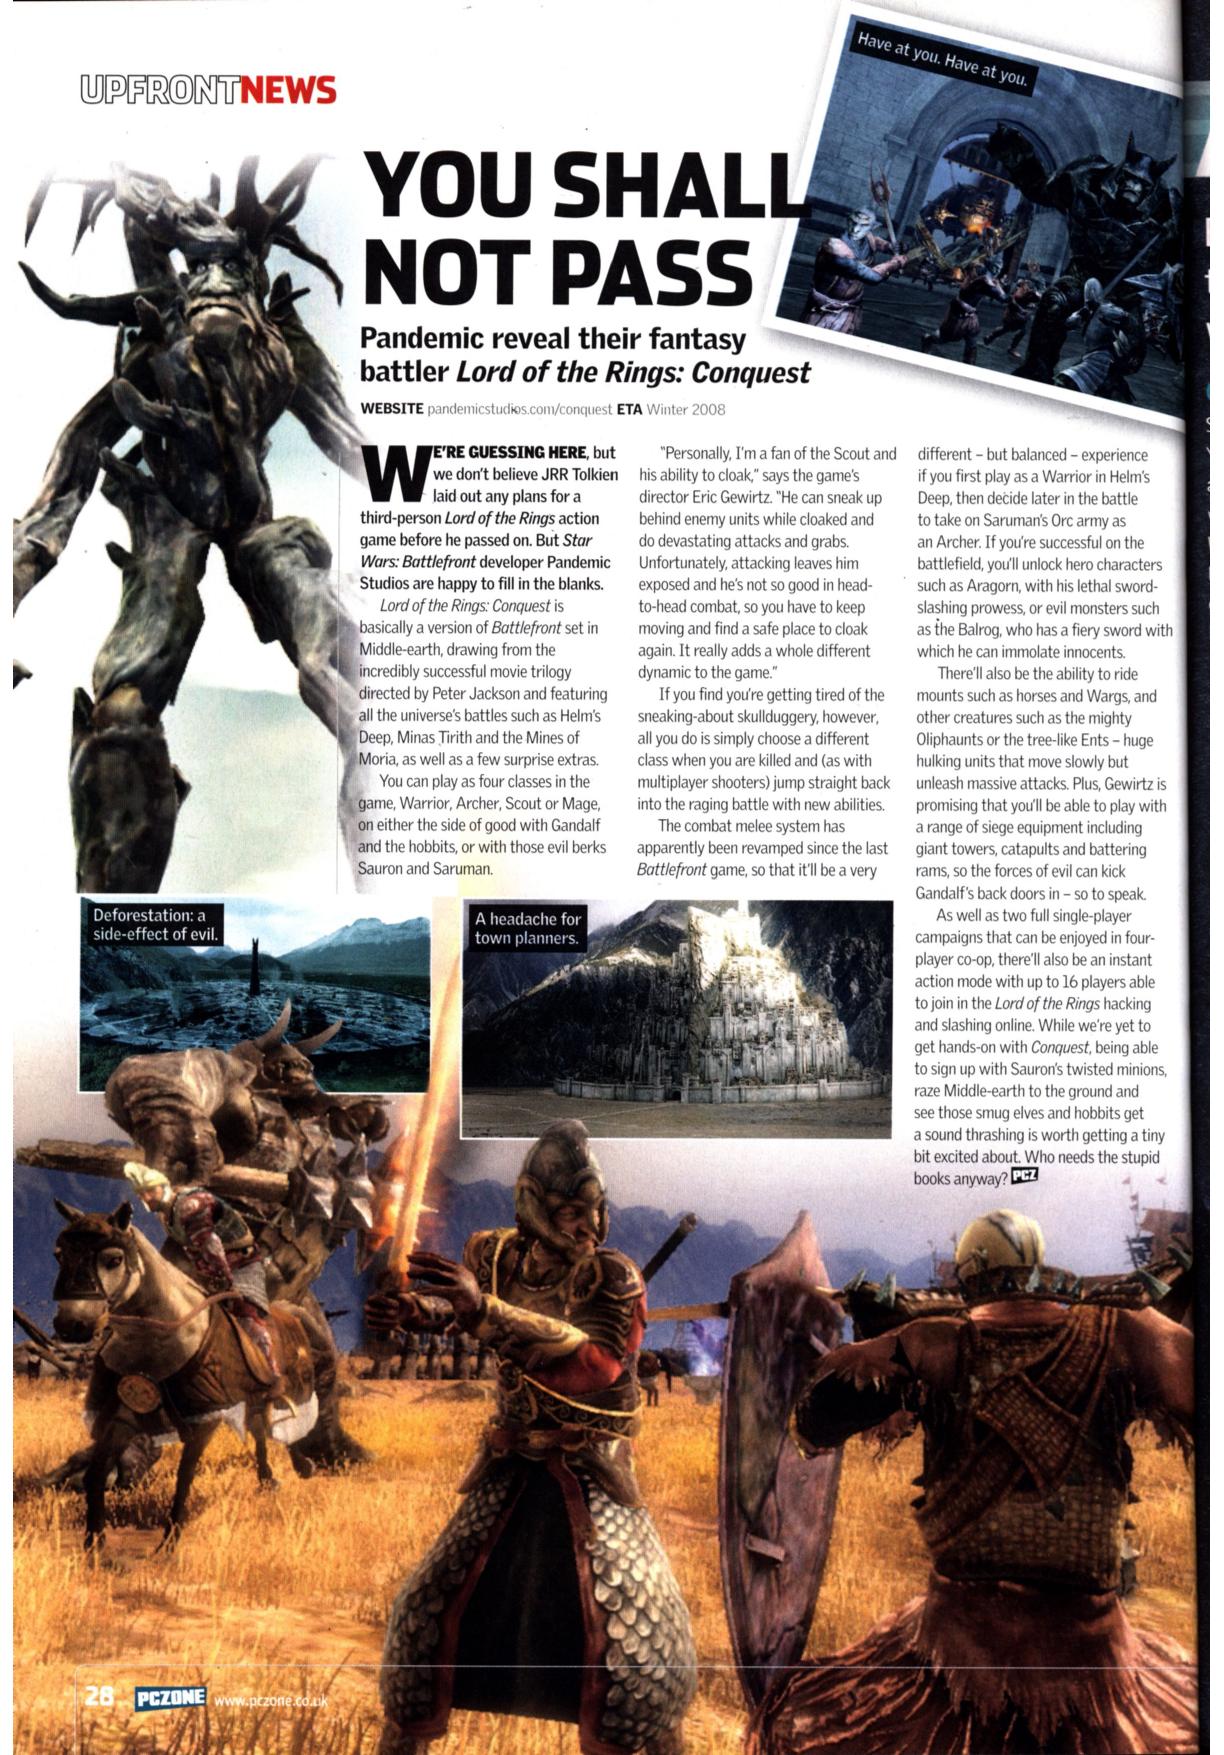 UPFRONTNEWS
Have at you. Have at you.
YOU SHALL
NOT PASS
Pandemic reveal their fantasy
battler Lord of the Rings: Conquest
WEBSITE pandemicstudios.com/conquest ETA Winter 2008
WE'RE GUESSING HERE, but
we don't believe JRR Tolkien
laid out any plans for a
third-person Lord of the Rings action
game before he passed on. But Star
Wars: Battlefront developer Pandemic
Studios are happy to fill in the blanks.
Lord of the Rings: Conquest is
basically a version of Battlefront set in
Middle-earth, drawing from the
incredibly successful movie trilogy
directed by Peter Jackson and featuring
all the universe's battles such as Helm's
Deep, Minas Tirith and the Mines of
Moria, as well as a few surprise extras.
You can play as four classes in the
game, Warrior, Archer, Scout or Mage,
on either the side of good with Gandalf
and the hobbits, or with those evil berks
Sauron and Saruman.
"Personally, I'm a fan of the Scout and
his ability to cloak," says the game's
director Eric Gewirtz. "He can sneak up
behind enemy units while cloaked and
do devastating attacks and grabs.
Unfortunately, attacking leaves him
exposed and he's not so good in head-
to-head combat, so you have to keep
moving and find a safe place to cloak
again. It really adds a whole different
dynamic to the game."
If you find you're getting tired of the
sneaking-about skullduggery, however,
all you do is simply choose a different
class when you are killed and (as with
multiplayer shooters) jump straight back
into the raging battle with new abilities.
The combat melee system has
apparently been revamped since the last
Battlefront game, so that it'll be a very
different – but balanced – experience
if you first play as a Warrior in Helm's
Deep, then decide later in the battle
to take on Saruman's Orc army as
an Archer. If you're successful on the
battlefield, you'll unlock hero characters
such as Aragorn, with his lethal sword-
slashing prowess, or evil monsters such
as the Balrog, who has a fiery sword with
which he can immolate innocents.
There'll also be the ability to ride
mounts such as horses and Wargs, and
other creatures such as the mighty
Oliphaunts or the tree-like Ents – huge
hulking units that move slowly but
unleash massive attacks. Plus, Gewirtz is
promising that you'll be able to play with
a range of siege equipment including
giant towers, catapults and battering
rams, so the forces of evil can kick
Gandalf's back doors in – so to speak.
As well as two full single-player
campaigns that can be enjoyed in four-
player co-op, there'll also be an instant
action mode with up to 16 players able
to join in the Lord of the Rings hacking
and slashing online. While we're yet to
get hands-on with Conquest, being able
to sign up with Sauron's twisted minions,
raze Middle-earth to the ground and
see those smug elves and hobbits get
a sound thrashing is worth getting a tiny
bit excited about. Who needs the stupid
books anyway? PCZ
Deforestation: a
side-effect of evil.
A headache for
town planners.
28 PCZONE www.pczone.co.uk